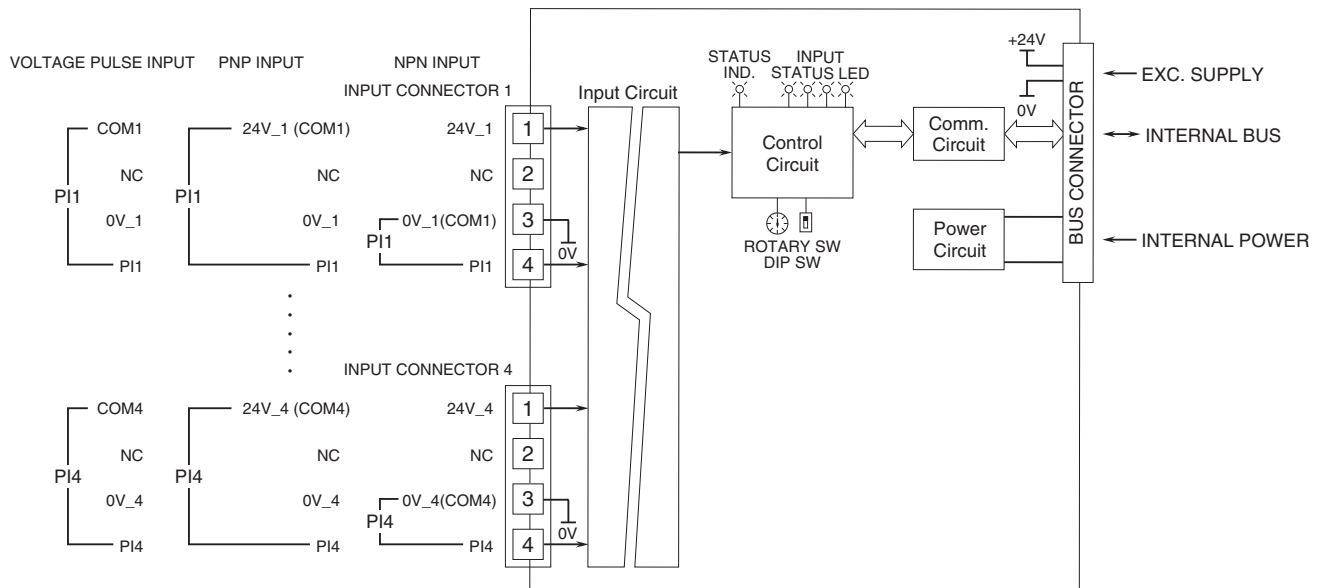 VOLTAGE PULSE INPUT PNP INPUT NPN INPUT
INPUT CONNECTOR 1
COM1 24V_1 (COM1) 24V_1 1
NC NC NC 2
PI1 PI1
0V_1 0V_1 0V_1(COM1) 3
PI1 0V
PI1 PI1 PI1 4
INPUT CONNECTOR 4
COM4 24V_4 (COM4) 24V_4 1
NC NC NC 2
PI4 PI4
0V_4 0V_4 0V_4(COM4) 3
PI4 0V
PI4 PI4 PI4 4
Input Circuit
STATUS
IND.
INPUT
STATUS LED
Control
Circuit
ROTARY SW
DIP SW
Comm.
Circuit
Power
Circuit
+24V
0V
BUS CONNECTOR
EXC. SUPPLY
INTERNAL BUS
INTERNAL POWER